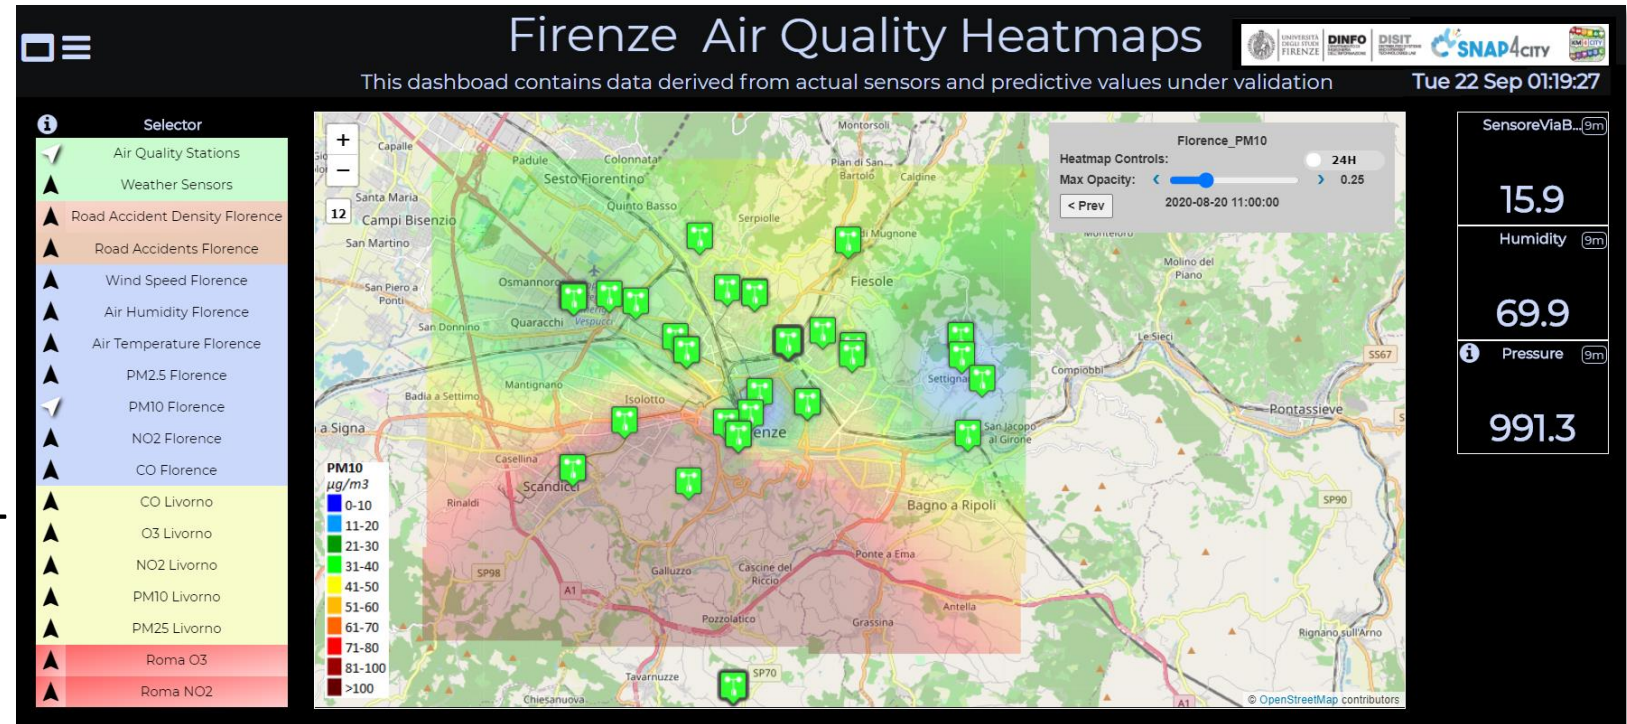 Firenze Air Quality Heatmaps
This dashboad contains data derived from actual sensors and predictive values under validation
UNIVERSITÀ
DEGLI STUDI
FIRENZE
DINFO
DISIT
SNAP4CITY
Tue 22 Sep 01:19:27
Selector
Air Quality Stations
Weather Sensors
Road Accident Density Florence
Road Accidents Florence
Wind Speed Florence
Air Humidity Florence
Air Temperature Florence
PM2.5 Florence
PM10 Florence
NO2 Florence
CO Florence
CO Livorno
O3 Livorno
NO2 Livorno
PM10 Livorno
PM25 Livorno
Roma O3
Roma NO2
+
−
12
Florence_PM10
Heatmap Controls:
24H
Max Opacity:
0.25
< Prev
2020-08-20 11:00:00
Montorsoli
Capalle
Padule
Colonnata
Pian di San
Bartolo
Caldine
Sesto Fiorentino
Santa Maria
Quinto Basso
Campi Bisenzio
Serpiolle
San Martino
di Mugnone
Monteloro
Molino del
Piano
San Piero a
Ponti
Osmannoro
Fiesole
San Donnino
Quaracchi
Vespucci
Le Sieci
SS67
Settigna
Compiobbi
Mantignano
Badia a Settimo
Isolotto
Pontassieve
a Signa
enze
San Jacopo
al Girone
Casellina
Scandicci
Rinaldi
Bagno a Ripoli
SP90
Ponte a Ema
SP98
Galluzzo
Cascine del
Riccio
A1
Antella
Pozzolatico
Grassina
Rignano sull'Arno
Tavarnuzze
SP70
Chiesanuova
A1
PM10
µg/m3
0-10
11-20
21-30
31-40
41-50
51-60
61-70
71-80
81-100
>100
© OpenStreetMap contributors
SensoreViaB... 9m
15.9
Humidity 9m
69.9
Pressure 9m
991.3